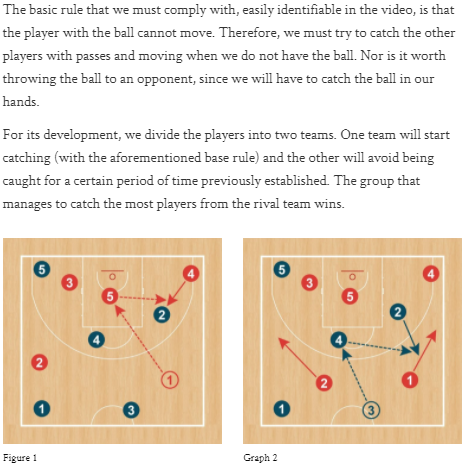 The basic rule that we must comply with, easily identifiable in the video, is that
the player with the ball cannot move. Therefore, we must try to catch the other
players with passes and moving when we do not have the ball. Nor is it worth
throwing the ball to an opponent, since we will have to catch the ball in our
hands.
For its development, we divide the players into two teams. One team will start
catching (with the aforementioned base rule) and the other will avoid being
caught for a certain period of time previously established. The group that
manages to catch the most players from the rival team wins.
5
3
4
5
2
4
2
1
1
3
5
3
4
5
2
4
2
1
1
3
Figure 1
Graph 2